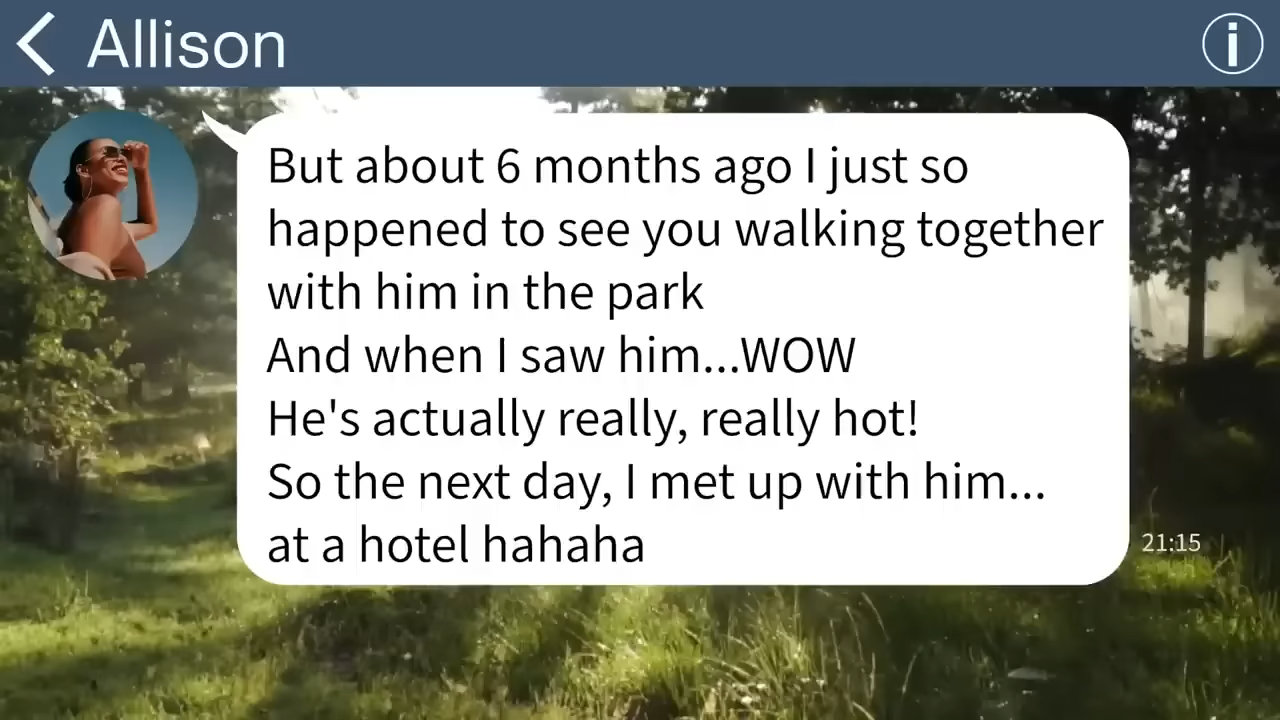 Allison
But about 6 months ago I just so
happened to see you walking together
with him in the park
And when I saw him...WOW
He's actually really, really hot!
So the next day, I met up with him...
at a hotel hahaha
21:15